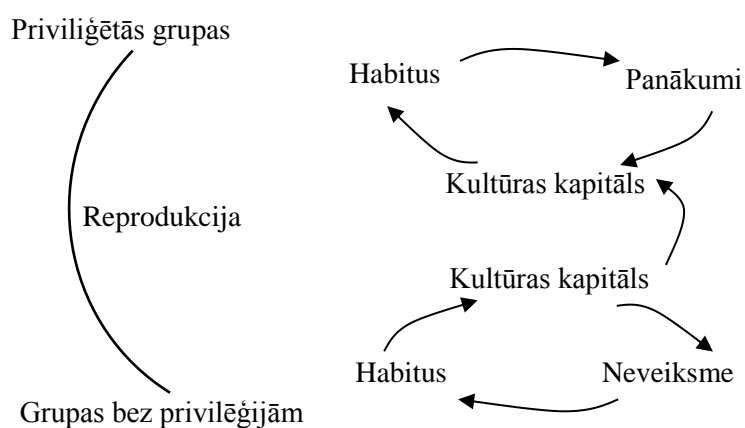 Priviliģētās grupas
Habitus
Panākumi
Kultūras kapitāls
Reprodukcija
Kultūras kapitāls
Habitus
Neveiksme
Grupas bez privilēģijām